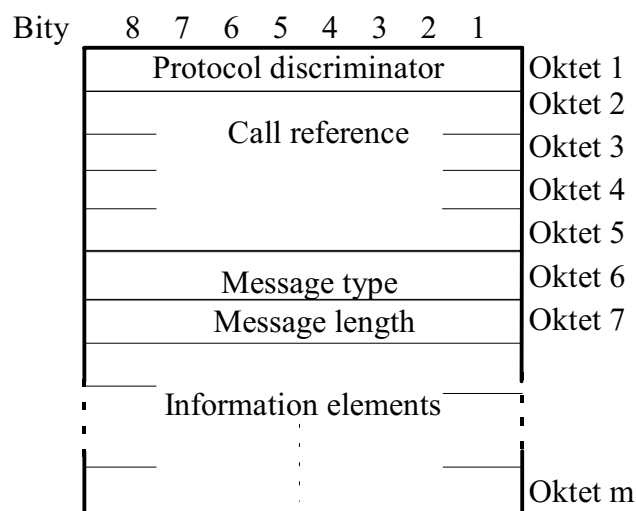 Bity 8 7 6 5 4 3 2 1
Protocol discriminator Oktet 1
Oktet 2
Call reference
Oktet 3
Oktet 4
Oktet 5
Message type Oktet 6
Message length Oktet 7
Information elements
Oktet m